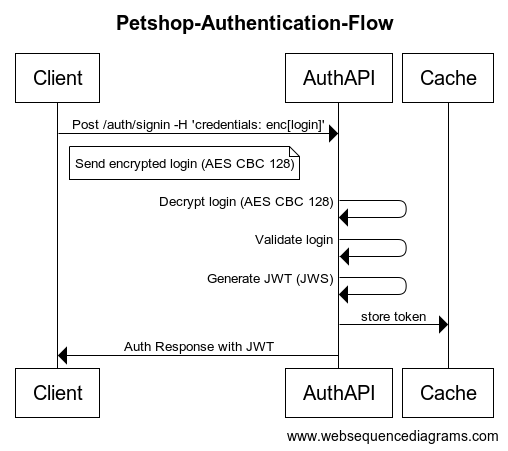 Petshop-Authentication-Flow
Client
AuthAPI
Cache
Post /auth/signin -H 'credentials: enc[login]'
Send encrypted login (AES CBC 128)
Decrypt login (AES CBC 128)
Validate login
Generate JWT (JWS)
store token
Auth Response with JWT
Client
AuthAPI
Cache
www.websequencediagrams.com